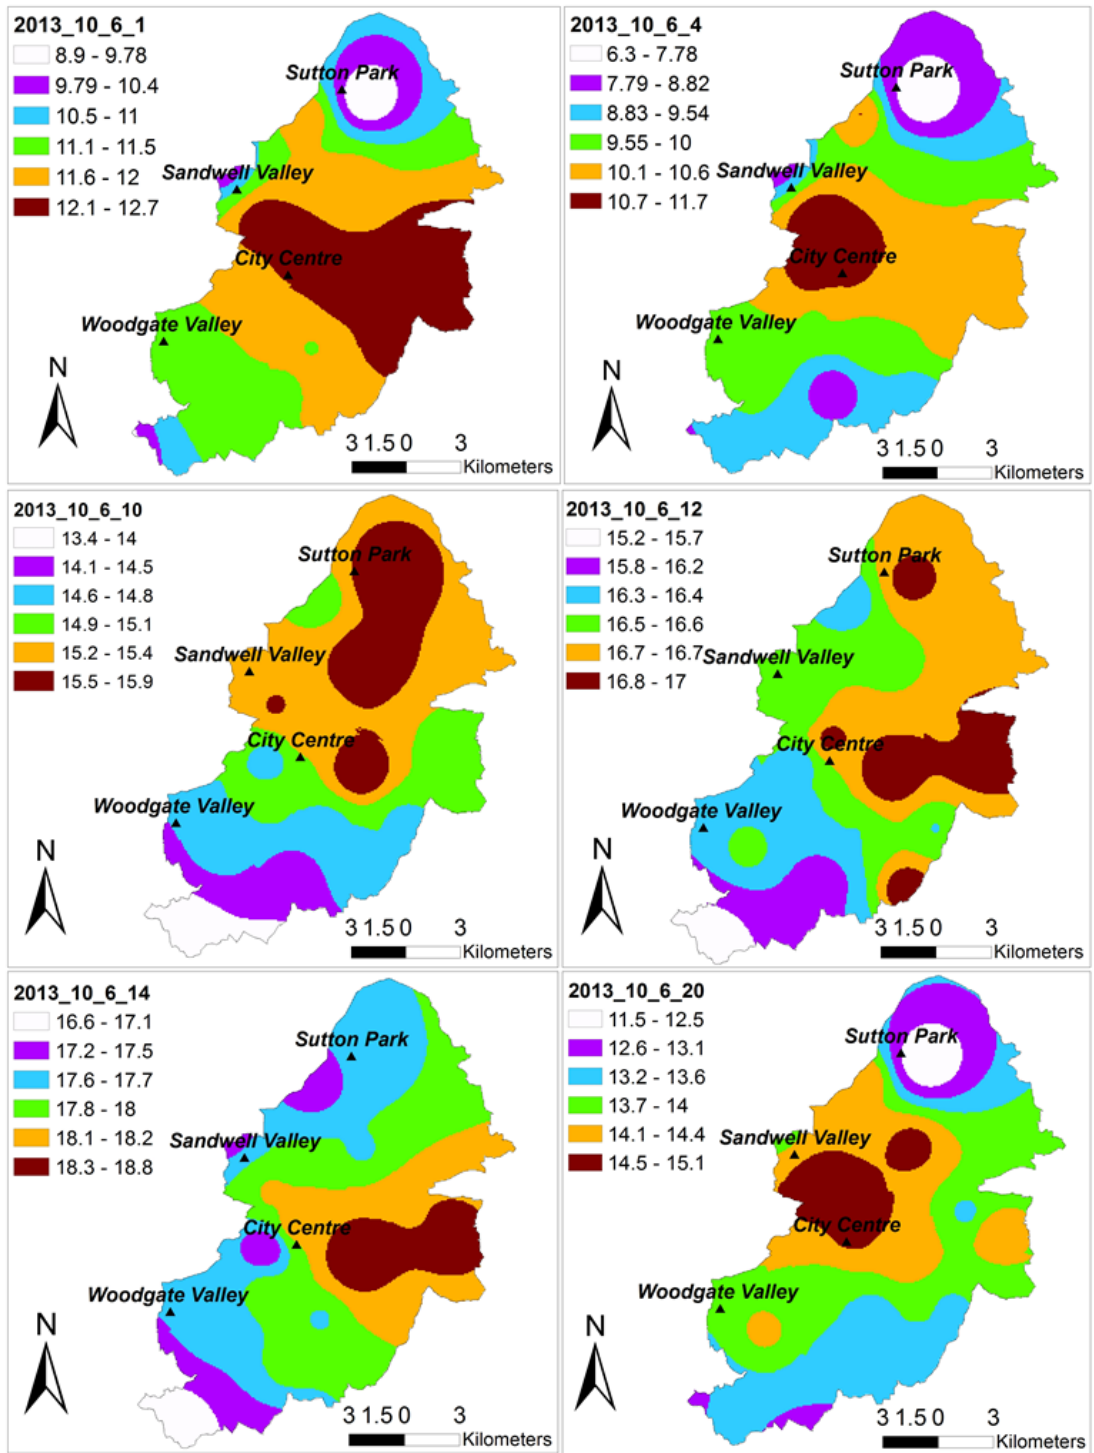 2013_10_6_1
8.9 - 9.78
9.79 - 10.4
10.5 - 11
11.1 - 11.5
11.6 - 12
12.1 - 12.7
Sutton Park
Sandwell Valley
City Centre
Woodgate Valley
N
3 1.5 0 3
Kilometers
2013_10_6_4
6.3 - 7.78
7.79 - 8.82
8.83 - 9.54
9.55 - 10
10.1 - 10.6
10.7 - 11.7
Sutton Park
Sandwell Valley
City Centre
Woodgate Valley
N
3 1.5 0 3
Kilometers
2013_10_6_10
13.4 - 14
14.1 - 14.5
14.6 - 14.8
14.9 - 15.1
15.2 - 15.4
15.5 - 15.9
Sutton Park
Sandwell Valley
City Centre
Woodgate Valley
N
3 1.5 0 3
Kilometers
2013_10_6_12
15.2 - 15.7
15.8 - 16.2
16.3 - 16.4
16.5 - 16.6
16.7 - 16.7
16.8 - 17
Sutton Park
Sandwell Valley
City Centre
Woodgate Valley
N
3 1.5 0 3
Kilometers
2013_10_6_14
16.6 - 17.1
17.2 - 17.5
17.6 - 17.7
17.8 - 18
18.1 - 18.2
18.3 - 18.8
Sutton Park
Sandwell Valley
City Centre
Woodgate Valley
N
3 1.5 0 3
Kilometers
2013_10_6_20
11.5 - 12.5
12.6 - 13.1
13.2 - 13.6
13.7 - 14
14.1 - 14.4
14.5 - 15.1
Sutton Park
Sandwell Valley
City Centre
Woodgate Valley
N
3 1.5 0 3
Kilometers